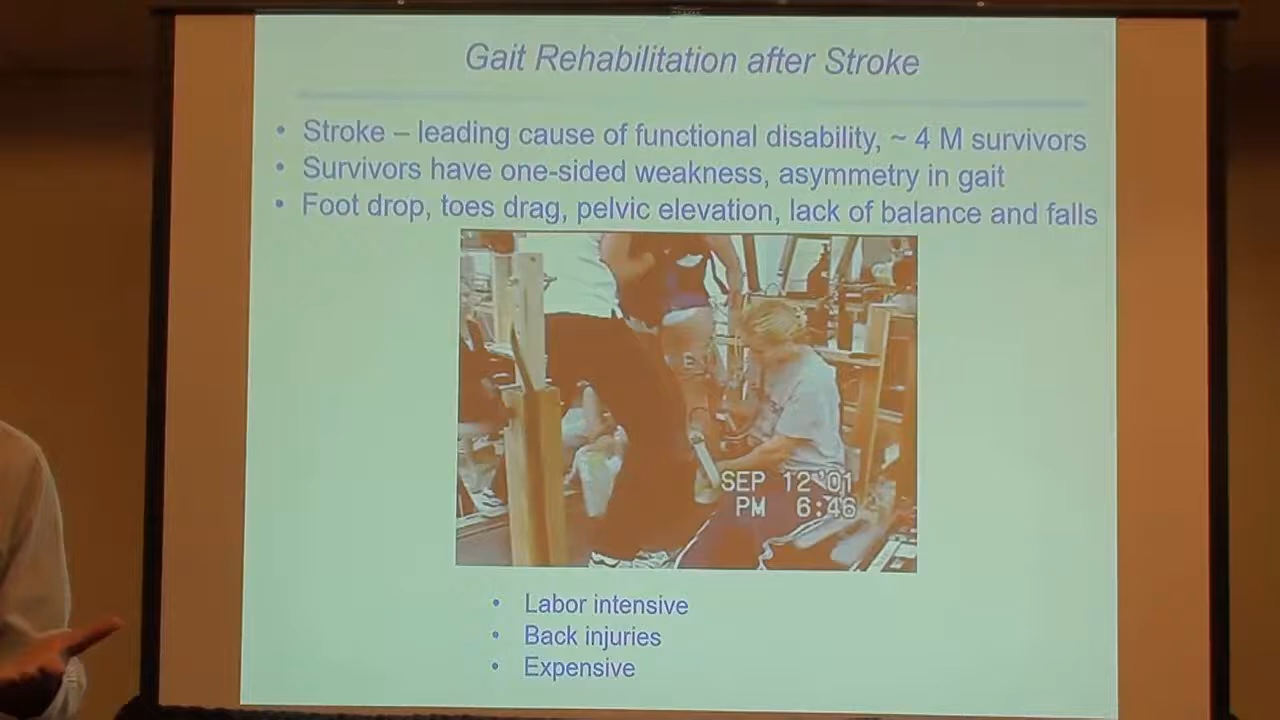 Gait Rehabilitation after Stroke
• Stroke – leading cause of functional disability, ~ 4 M survivors
• Survivors have one-sided weakness, asymmetry in gait
• Foot drop, toes drag, pelvic elevation, lack of balance and falls
SEP 12 '01
PM 6:46
• Labor intensive
• Back injuries
• Expensive